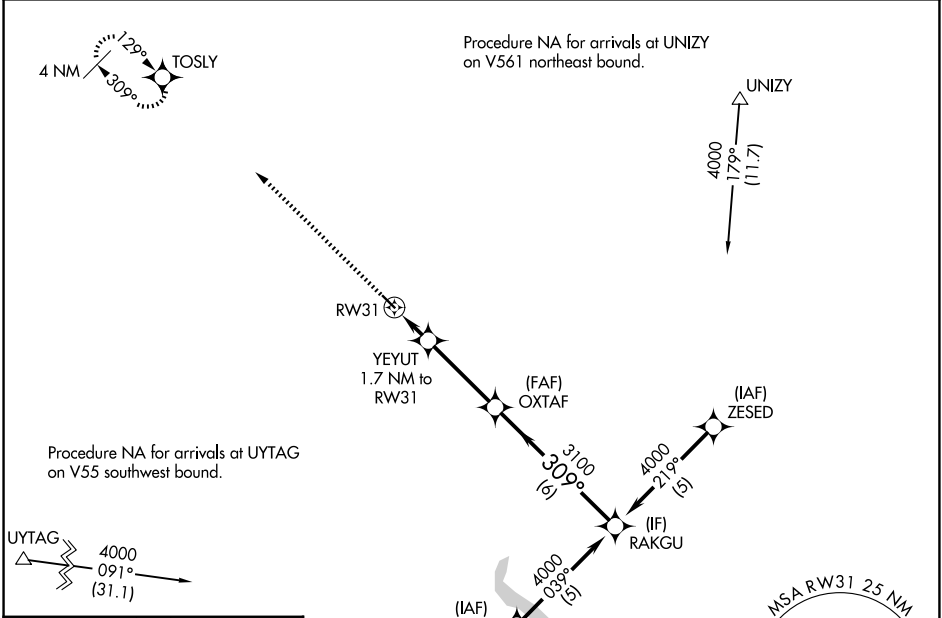 129°
309°
4 NM
TOSLY
Procedure NA for arrivals at UNIZY
on V561 northeast bound.
UNIZY
4000
179°
(11.7)
RW31
YEYUT
1.7 NM to
RW31
(FAF)
OXTAF
(IAF)
ZESED
3100
309°
(6)
4000
219°
(5)
(IF)
RAKGU
Procedure NA for arrivals at UYTAG
on V55 southwest bound.
UYTAG
4000
091°
(31.1)
4000
039°
(5)
(IAF)
MSA RW31 25 NM